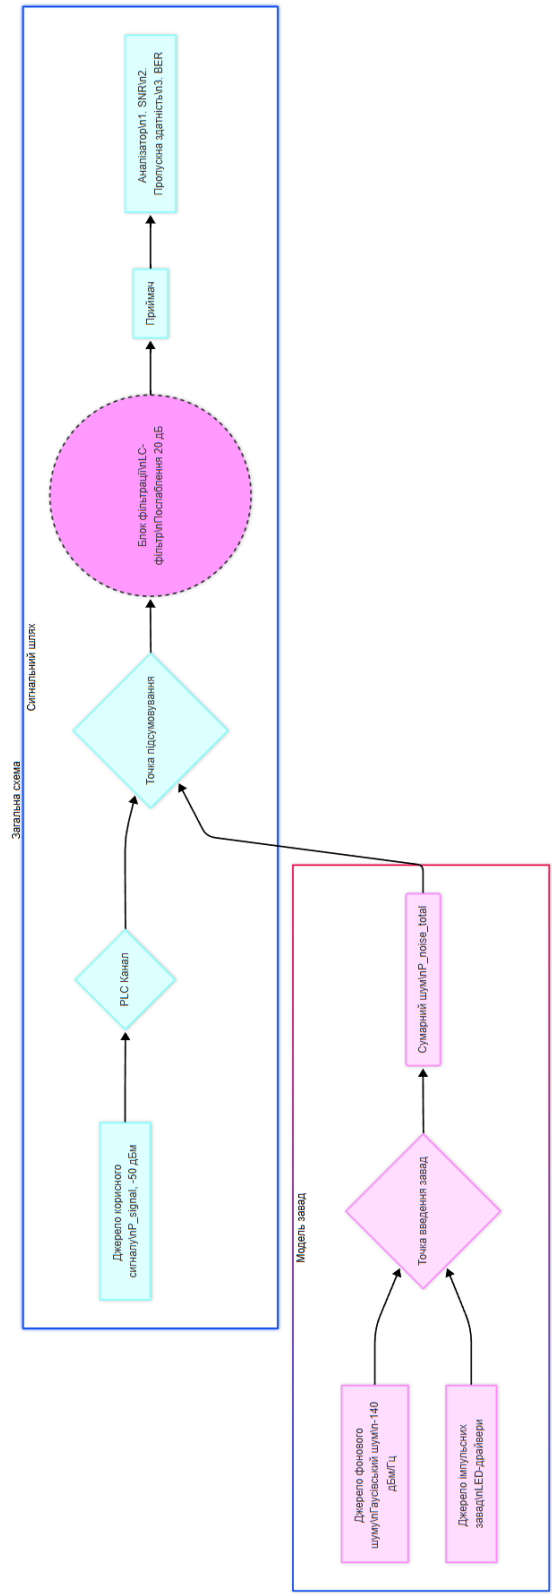 Загальна схема
Сигнальний шлях
Джерело корисного
сигналу\nP_signal, -50 дБм
PLC Канал
Точка підсумовування
Блок фільтрації\nLC-
фільтр\nПослаблення 20 дБ
Приймач
Аналізатор\n1. SNR\n2.
Пропускна здатність\n3. BER
Модель завад
Джерело фонового
шуму\nГаусівський шум\n-140
дБм/Гц
Джерело імпульсних
завад\nLED-драйвери
Точка введення завад
Сумарний шум\nP_noise_total